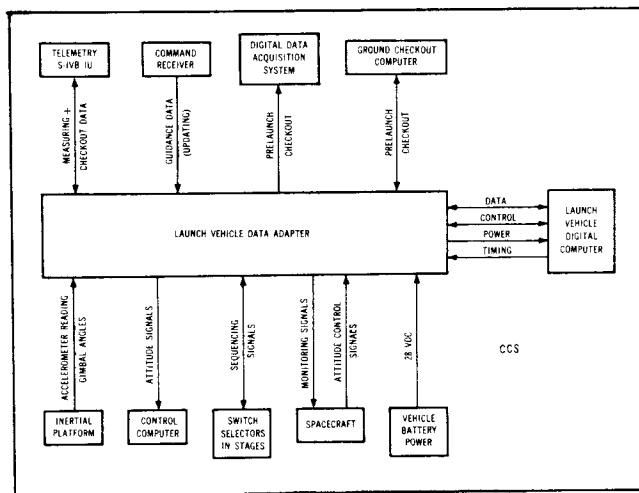 TELEMETRY
S-IVB IU
COMMAND
RECEIVER
DIGITAL DATA
ACQUISITION
SYSTEM
GROUND CHECKOUT
COMPUTER
MEASURING +
CHECKOUT DATA
GUIDANCE DATA
(UPDATING)
PRELAUNCH
CHECKOUT
PRELAUNCH
CHECKOUT
LAUNCH VEHICLE DATA ADAPTER
DATA
CONTROL
POWER
TIMING
LAUNCH
VEHICLE
DIGITAL
COMPUTER
ACCELEROMETER READING
GIMBAL ANGLES
ATTITUDE SIGNALS
SEQUENCING
SIGNALS
MONITORING SIGNALS
ATTITUDE CONTROL
SIGNALS
28 VDC
CCS
INERTIAL
PLATFORM
CONTROL
COMPUTER
SWITCH
SELECTORS
IN STAGES
SPACECRAFT
VEHICLE
BATTERY
POWER